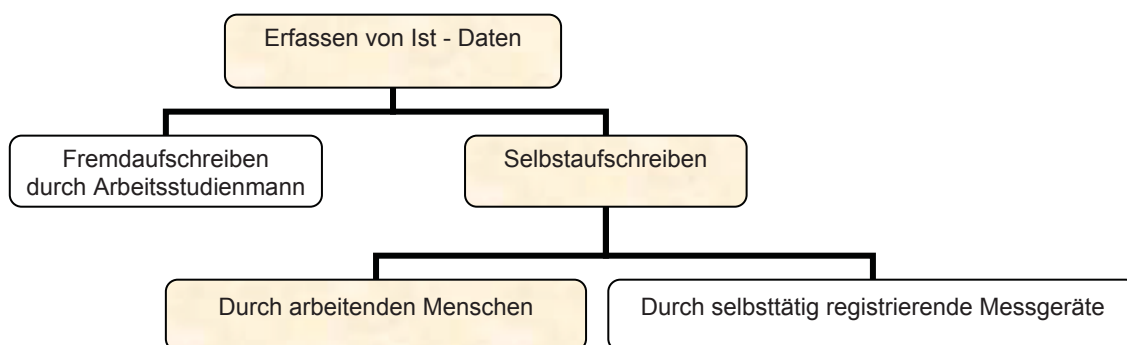 Erfassen von Ist - Daten
Fremdaufschreiben
durch Arbeitsstudienmann
Selbstaufschreiben
Durch arbeitenden Menschen
Durch selbsttätig registrierende Messgeräte